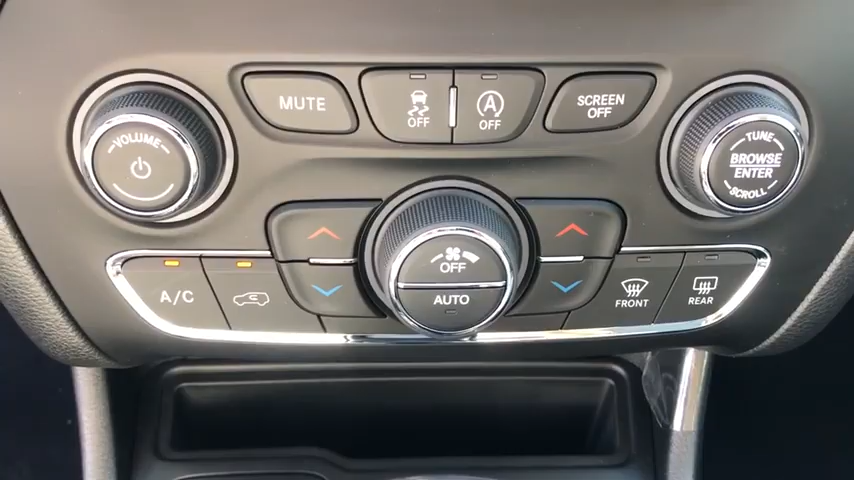 MUTE
OFF
A
OFF
SCREEN
OFF
VOLUME
TUNE
BROWSE
ENTER
SCROLL
OFF
AUTO
A/C
FRONT
REAR